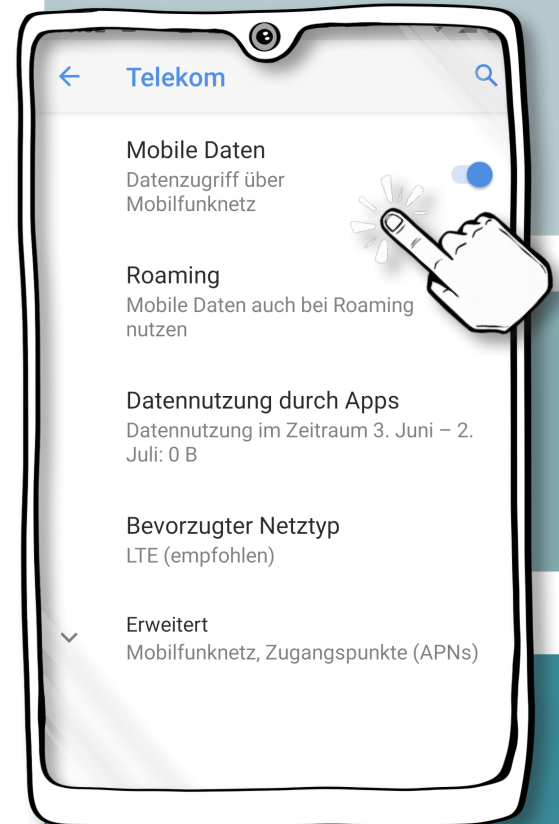 Telekom
Mobile Daten
Datenzugriff über
Mobilfunknetz
Roaming
Mobile Daten auch bei Roaming
nutzen
Datennutzung durch Apps
Datennutzung im Zeitraum 3. Juni – 2.
Juli: 0 B
Bevorzugter Netztyp
LTE (empfohlen)
Erweitert
Mobilfunknetz, Zugangspunkte (APNs)